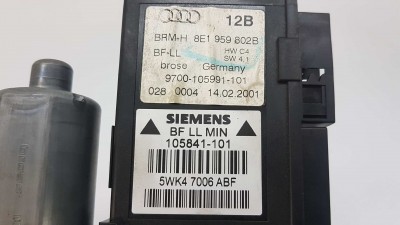 12B
BRM-H 8E1 959 802B
BF-LL HW C4
SW 4.1
brose Germany
9700-105991-101
028 0004 14.02.2001
SIEMENS
BF LL MIN
105841-101
5WK4 7006 ABF